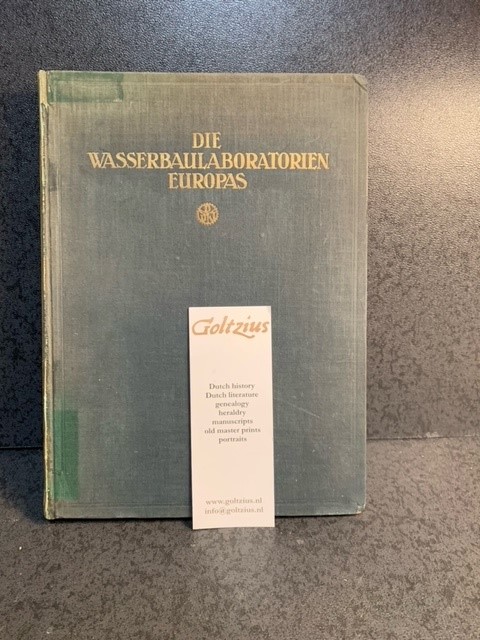 DIE
WASSERBAULABORATORIEN
EUROPAS
Goltzius
Dutch history
Dutch literature
genealogy
heraldry
manuscripts
old master prints
portraits
www.goltzius.nl
info@goltzius.nl